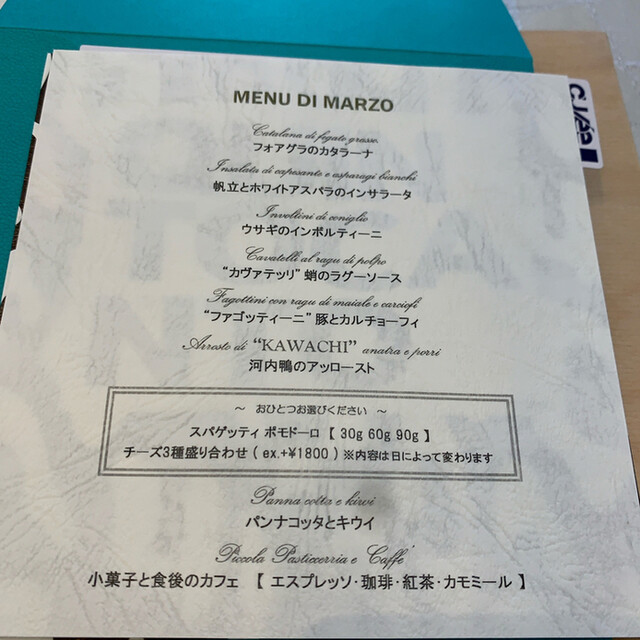 MENU DI MARZO
Catalana di fegato grasso
フォアグラのカタラーナ
Insalata di capesante e asparagi bianchi
帆立とホワイトアスパラのインサラータ
Involtini di coniglio
ウサギのインボルティーニ
Cavatelli al ragu di polpo
“カヴァテッリ” 蛸のラグーソース
Fagottini con ragu di maiale e carciofi
“ファゴッティーニ” 豚とカルチョーフィ
Arrosto di “KAWACHI” anatra e porri
河内鴨のアッロースト
～ おひとつお選びください ～
スパゲッティ ポモドーロ 【 30g 60g 90g 】
チーズ3種盛り合わせ ( ex.+¥1800 ) ※内容は日によって変わります
Panna cotta e kiwi
パンナコッタとキウイ
Piccola Pasticcerria e Caffe'
小菓子と食後のカフェ 【 エスプレッソ・珈琲・紅茶・カモミール 】